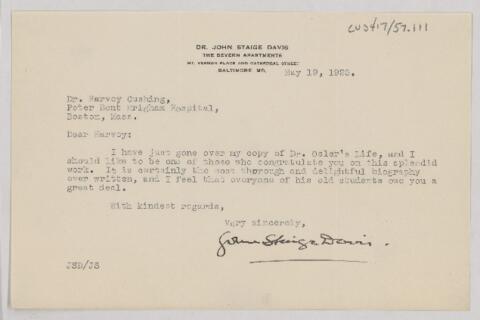 CUS417/57.111
DR. JOHN STAIGE DAVIS
THE SEVERN APARTMENTS
MT. VERNON PLACE AND CATHEDRAL STREET
BALTIMORE MD.
May 19, 1925.
Dr. Harvey Cushing,
Peter Bent Brigham Hospital,
Boston, Mass.
Dear Harvey:
I have just gone over my copy of Dr. Osler's Life, and I
should like to be one of those who congratulate you on this splendid
work. It is certainly the most thorough and delightful biography
ever written, and I feel that everyone of his old students owe you a
great deal.
With kindest regards,
Very sincerely,
John Staige Davis.
JSD/JS